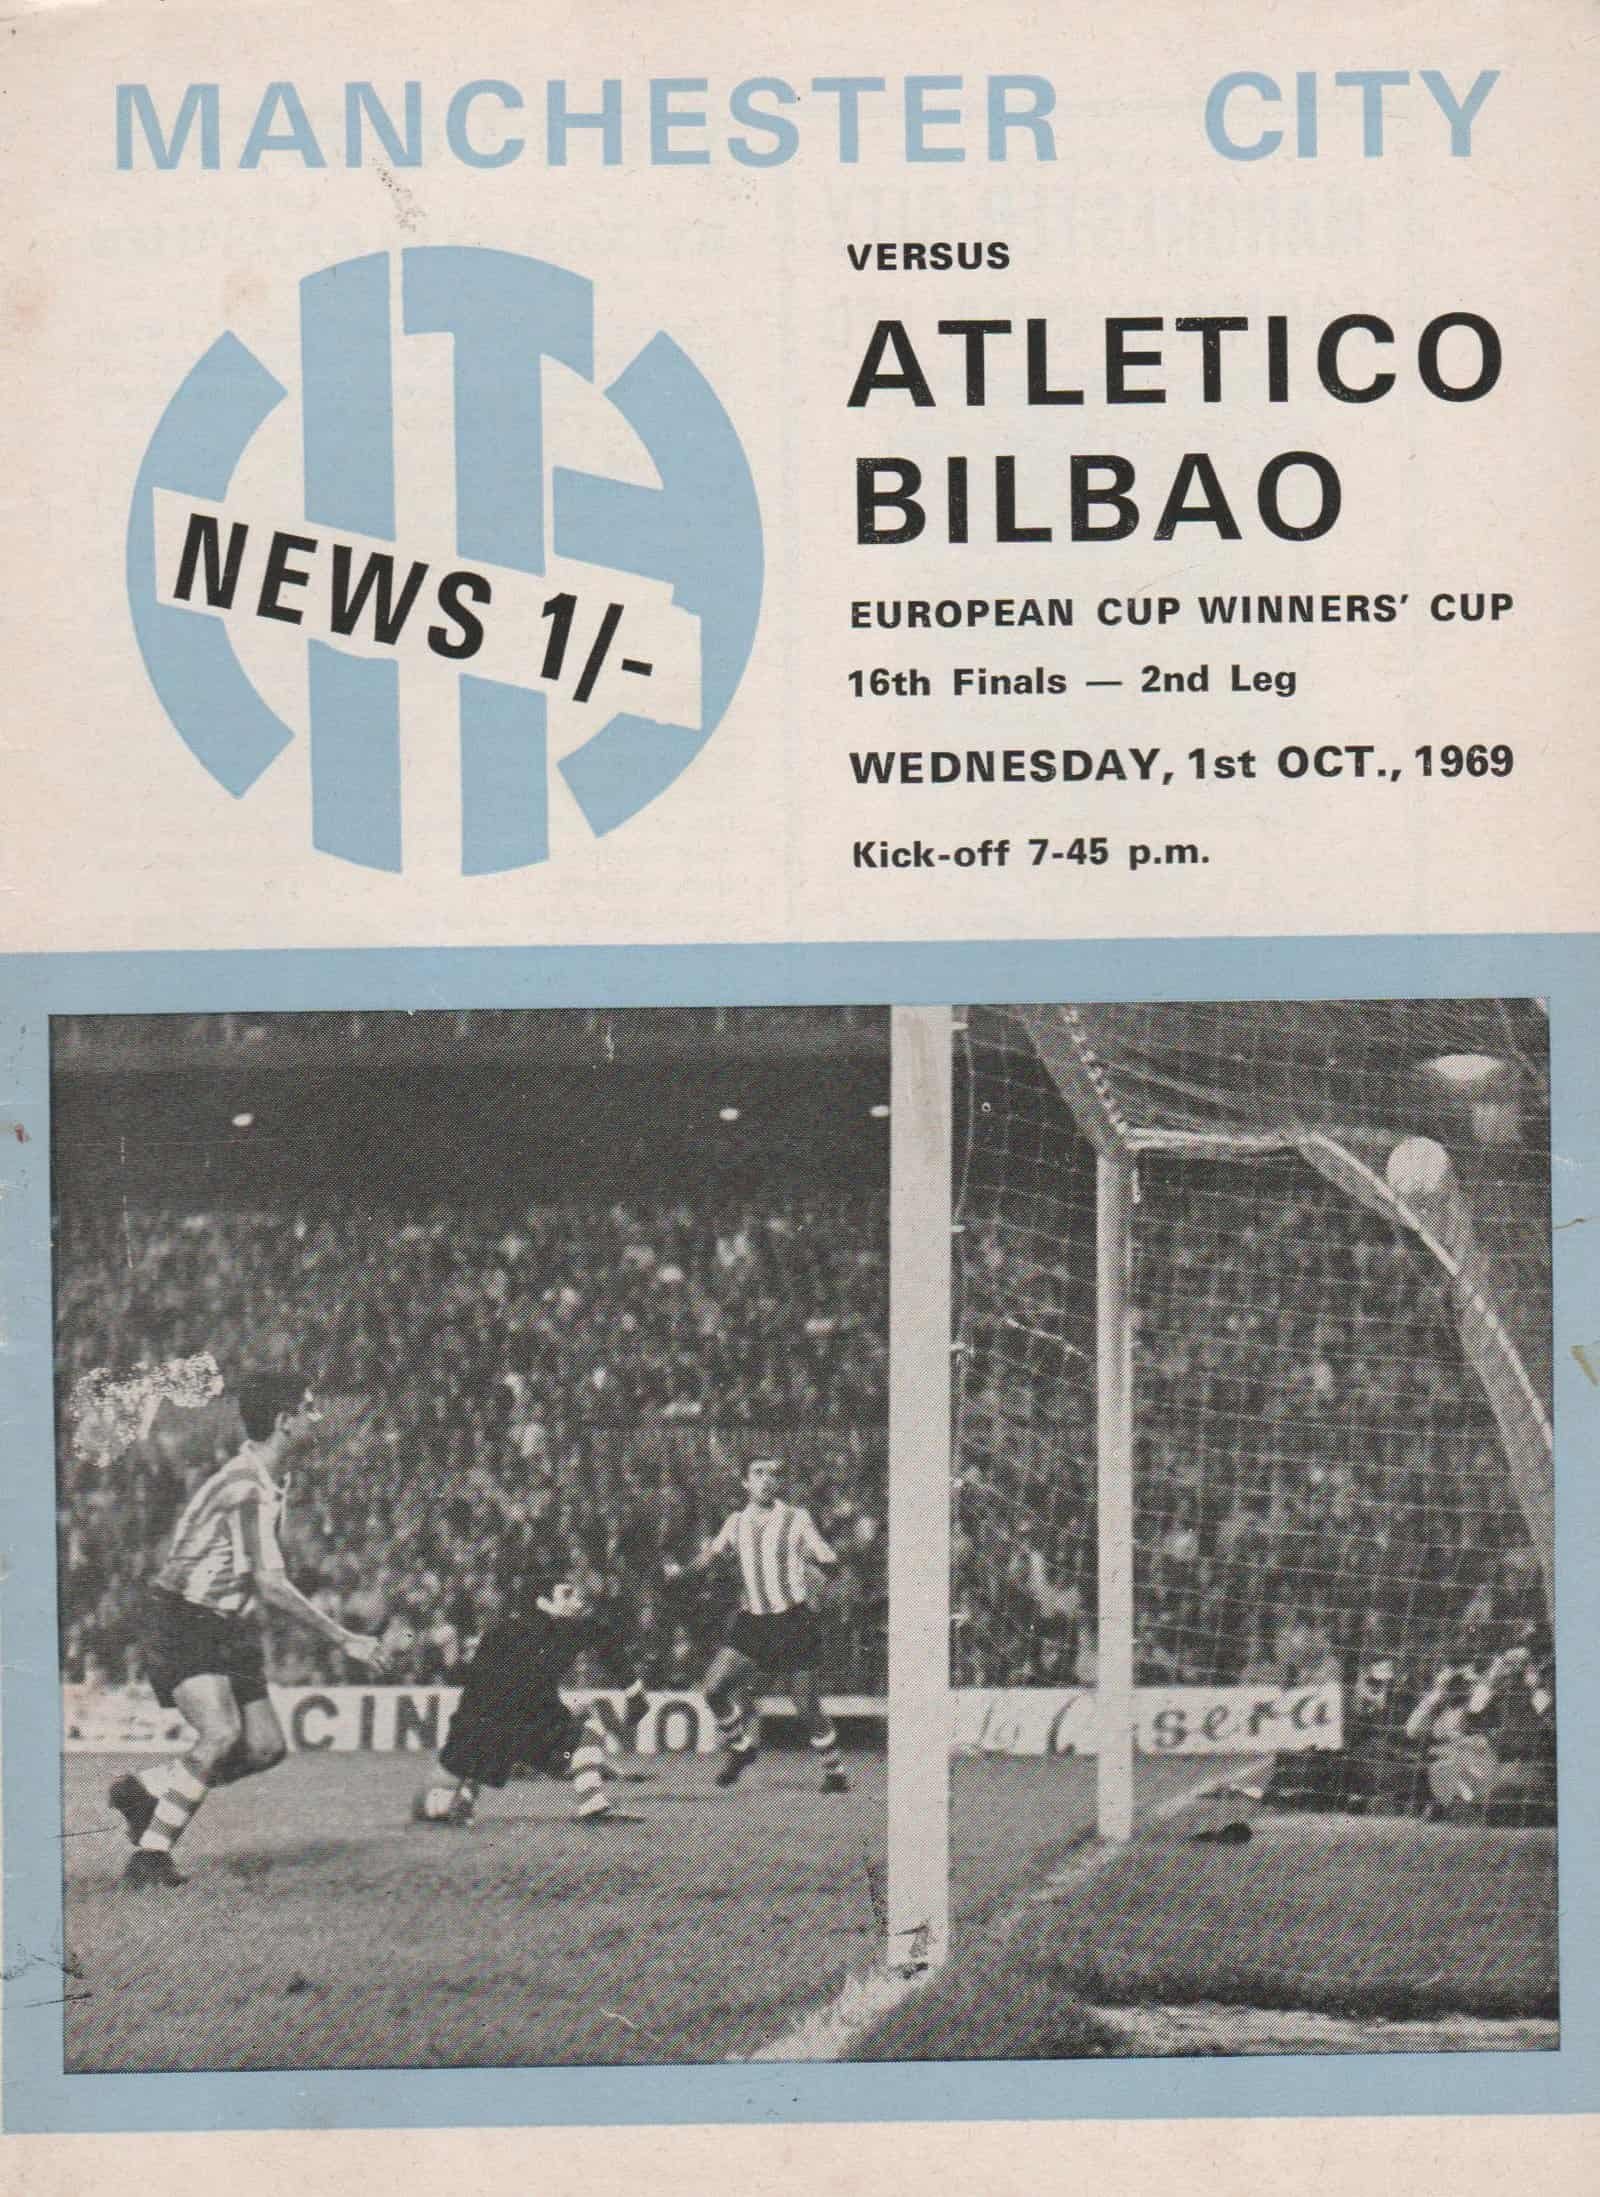 MANCHESTER CITY
CITY
NEWS 1/-
VERSUS
ATLETICO
BILBAO
EUROPEAN CUP WINNERS' CUP
16th Finals — 2nd Leg
WEDNESDAY, 1st OCT., 1969
Kick-off 7-45 p.m.